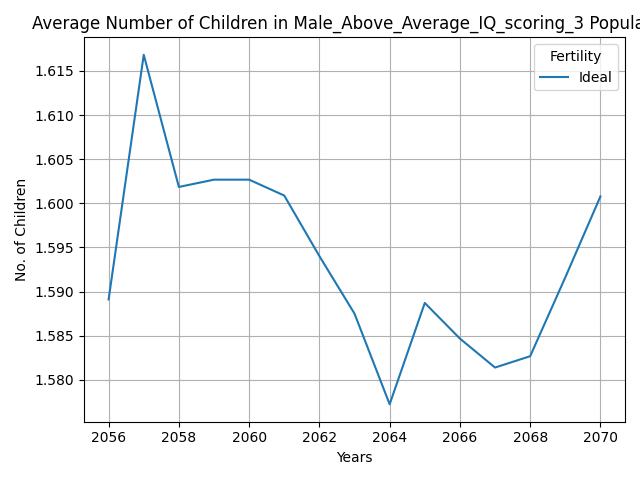 Average Number of Children in Male_Above_Average_IQ_scoring_3 Popula
Fertility
Ideal
No. of Children
1.615
1.610
1.605
1.600
1.595
1.590
1.585
1.580
2056 2058 2060 2062 2064 2066 2068 2070
Years